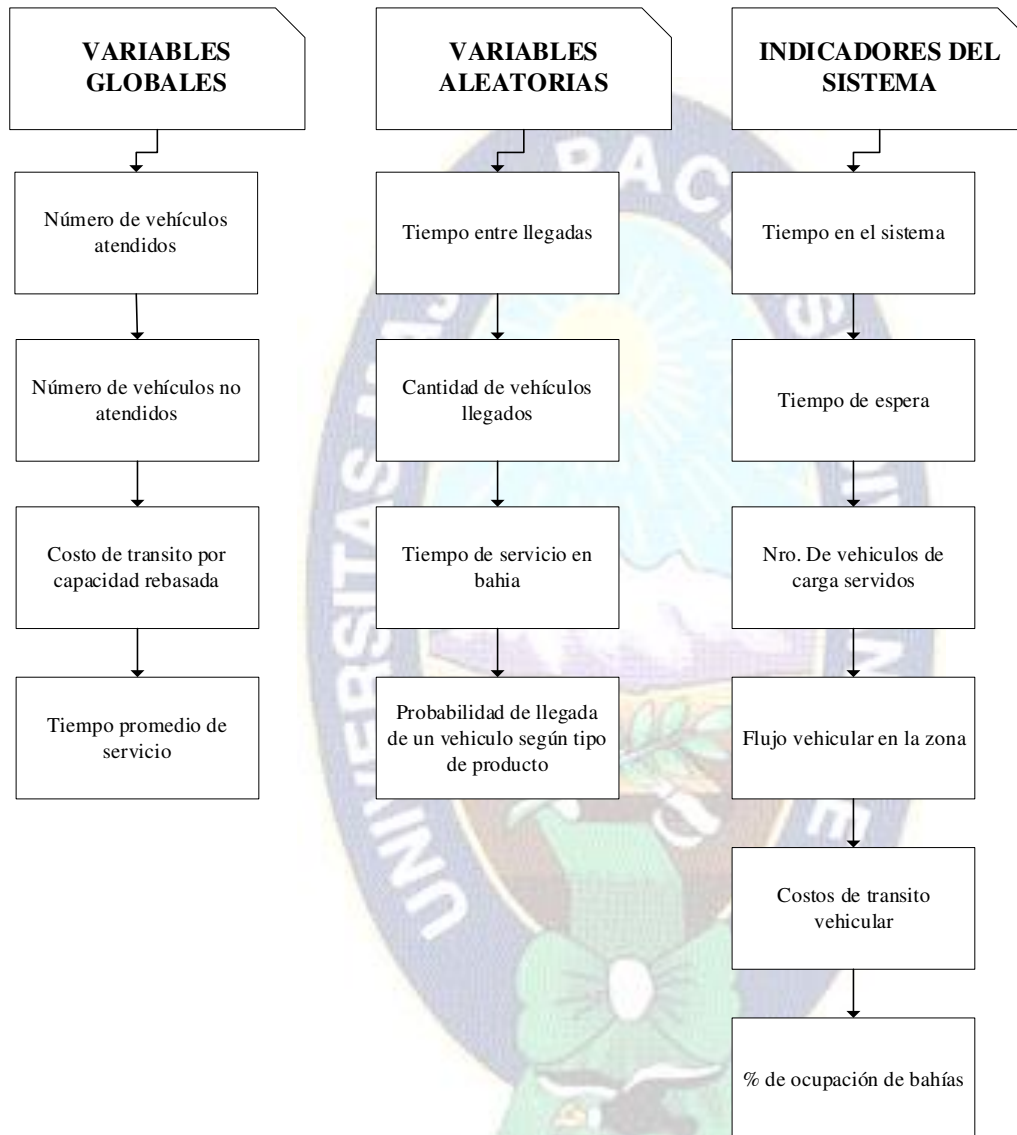 VARIABLES
GLOBALES
Número de vehículos
atendidos
Número de vehículos no
atendidos
Costo de transito por
capacidad rebasada
Tiempo promedio de
servicio
VARIABLES
ALEATORIAS
Tiempo entre llegadas
Cantidad de vehículos
llegados
Tiempo de servicio en
bahia
Probabilidad de llegada
de un vehiculo según tipo
de producto
INDICADORES DEL
SISTEMA
Tiempo en el sistema
Tiempo de espera
Nro. De vehiculos de
carga servidos
Flujo vehicular en la zona
Costos de transito
vehicular
% de ocupación de bahías
UNIVERSITAS